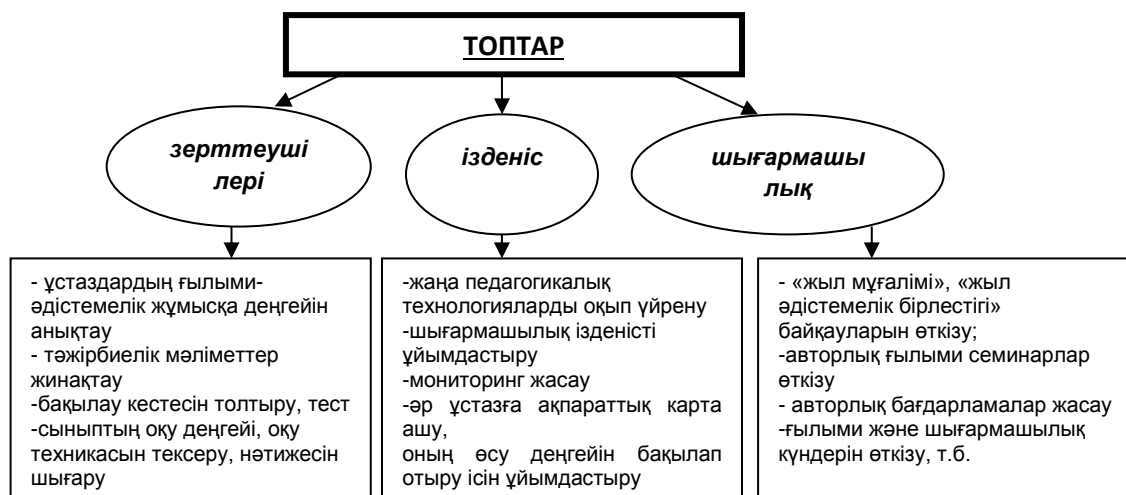 ТОПТАР
зерттеуші
лері
ізденіс
шығармашы
лық
- ұстаздардың ғылыми-
әдістемелік жұмысқа деңгейін
анықтау
- тәжірбиелік мәліметтер
жинақтау
-бақылау кестесін толтыру, тест
-сыныптың оқу деңгейі, оқу
техникасын тексеру, нәтижесін
шығару
-жаңа педагогикалық
технологияларды оқып үйрену
-шығармашылық ізденісті
ұйымдастыру
-мониторинг жасау
-әр ұстазға ақпараттық карта
ашу,
оның өсу деңгейін бақылап
отыру ісін ұйымдастыру
- «жыл мұғалімі», «жыл
әдістемелік бірлестігі»
байқауларын өткізу;
-авторлық ғылыми семинарлар
өткізу
- авторлық бағдарламалар жасау
-ғылыми және шығармашылық
күндерін өткізу, т.б.